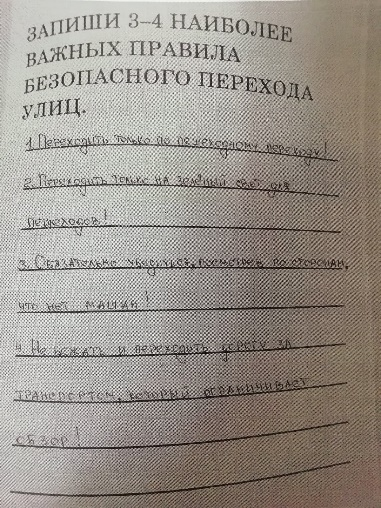 ЗАПИШИ 3–4 НАИБОЛЕЕ
ВАЖНЫХ ПРАВИЛА
БЕЗОПАСНОГО ПЕРЕХОДА
УЛИЦ.
1. Переходить только по пешеходному переходу!
2. Переходить только на зелёный свет для
пешеходов!
3. Обязательно убедиться, посмотрев по сторонам,
что нет машин!
4. Не бежать и переходить дорогу за
транспортом, который ограничивает
обзор!